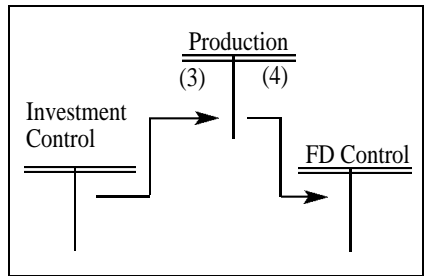 Production
(3) (4)
Investment
Control
FD Control